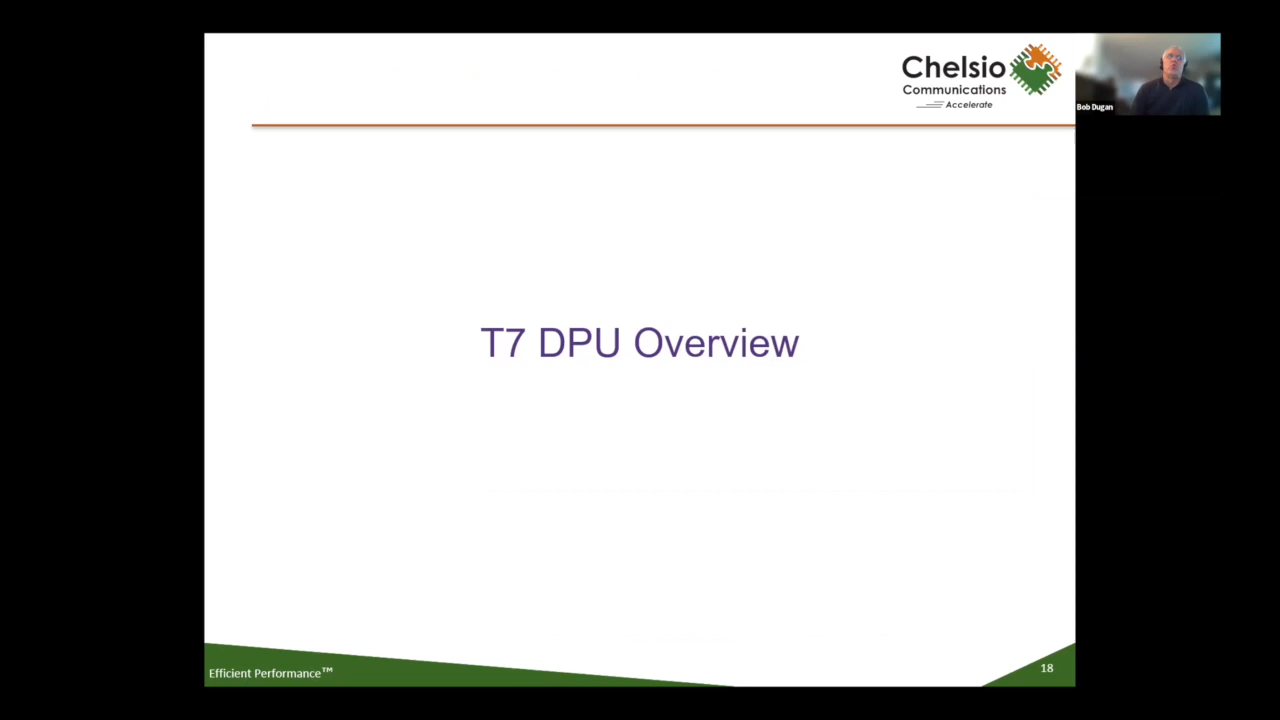 Chelsio
Communications
Accelerate
Bob Dugan
T7 DPU Overview
Efficient Performance™
18